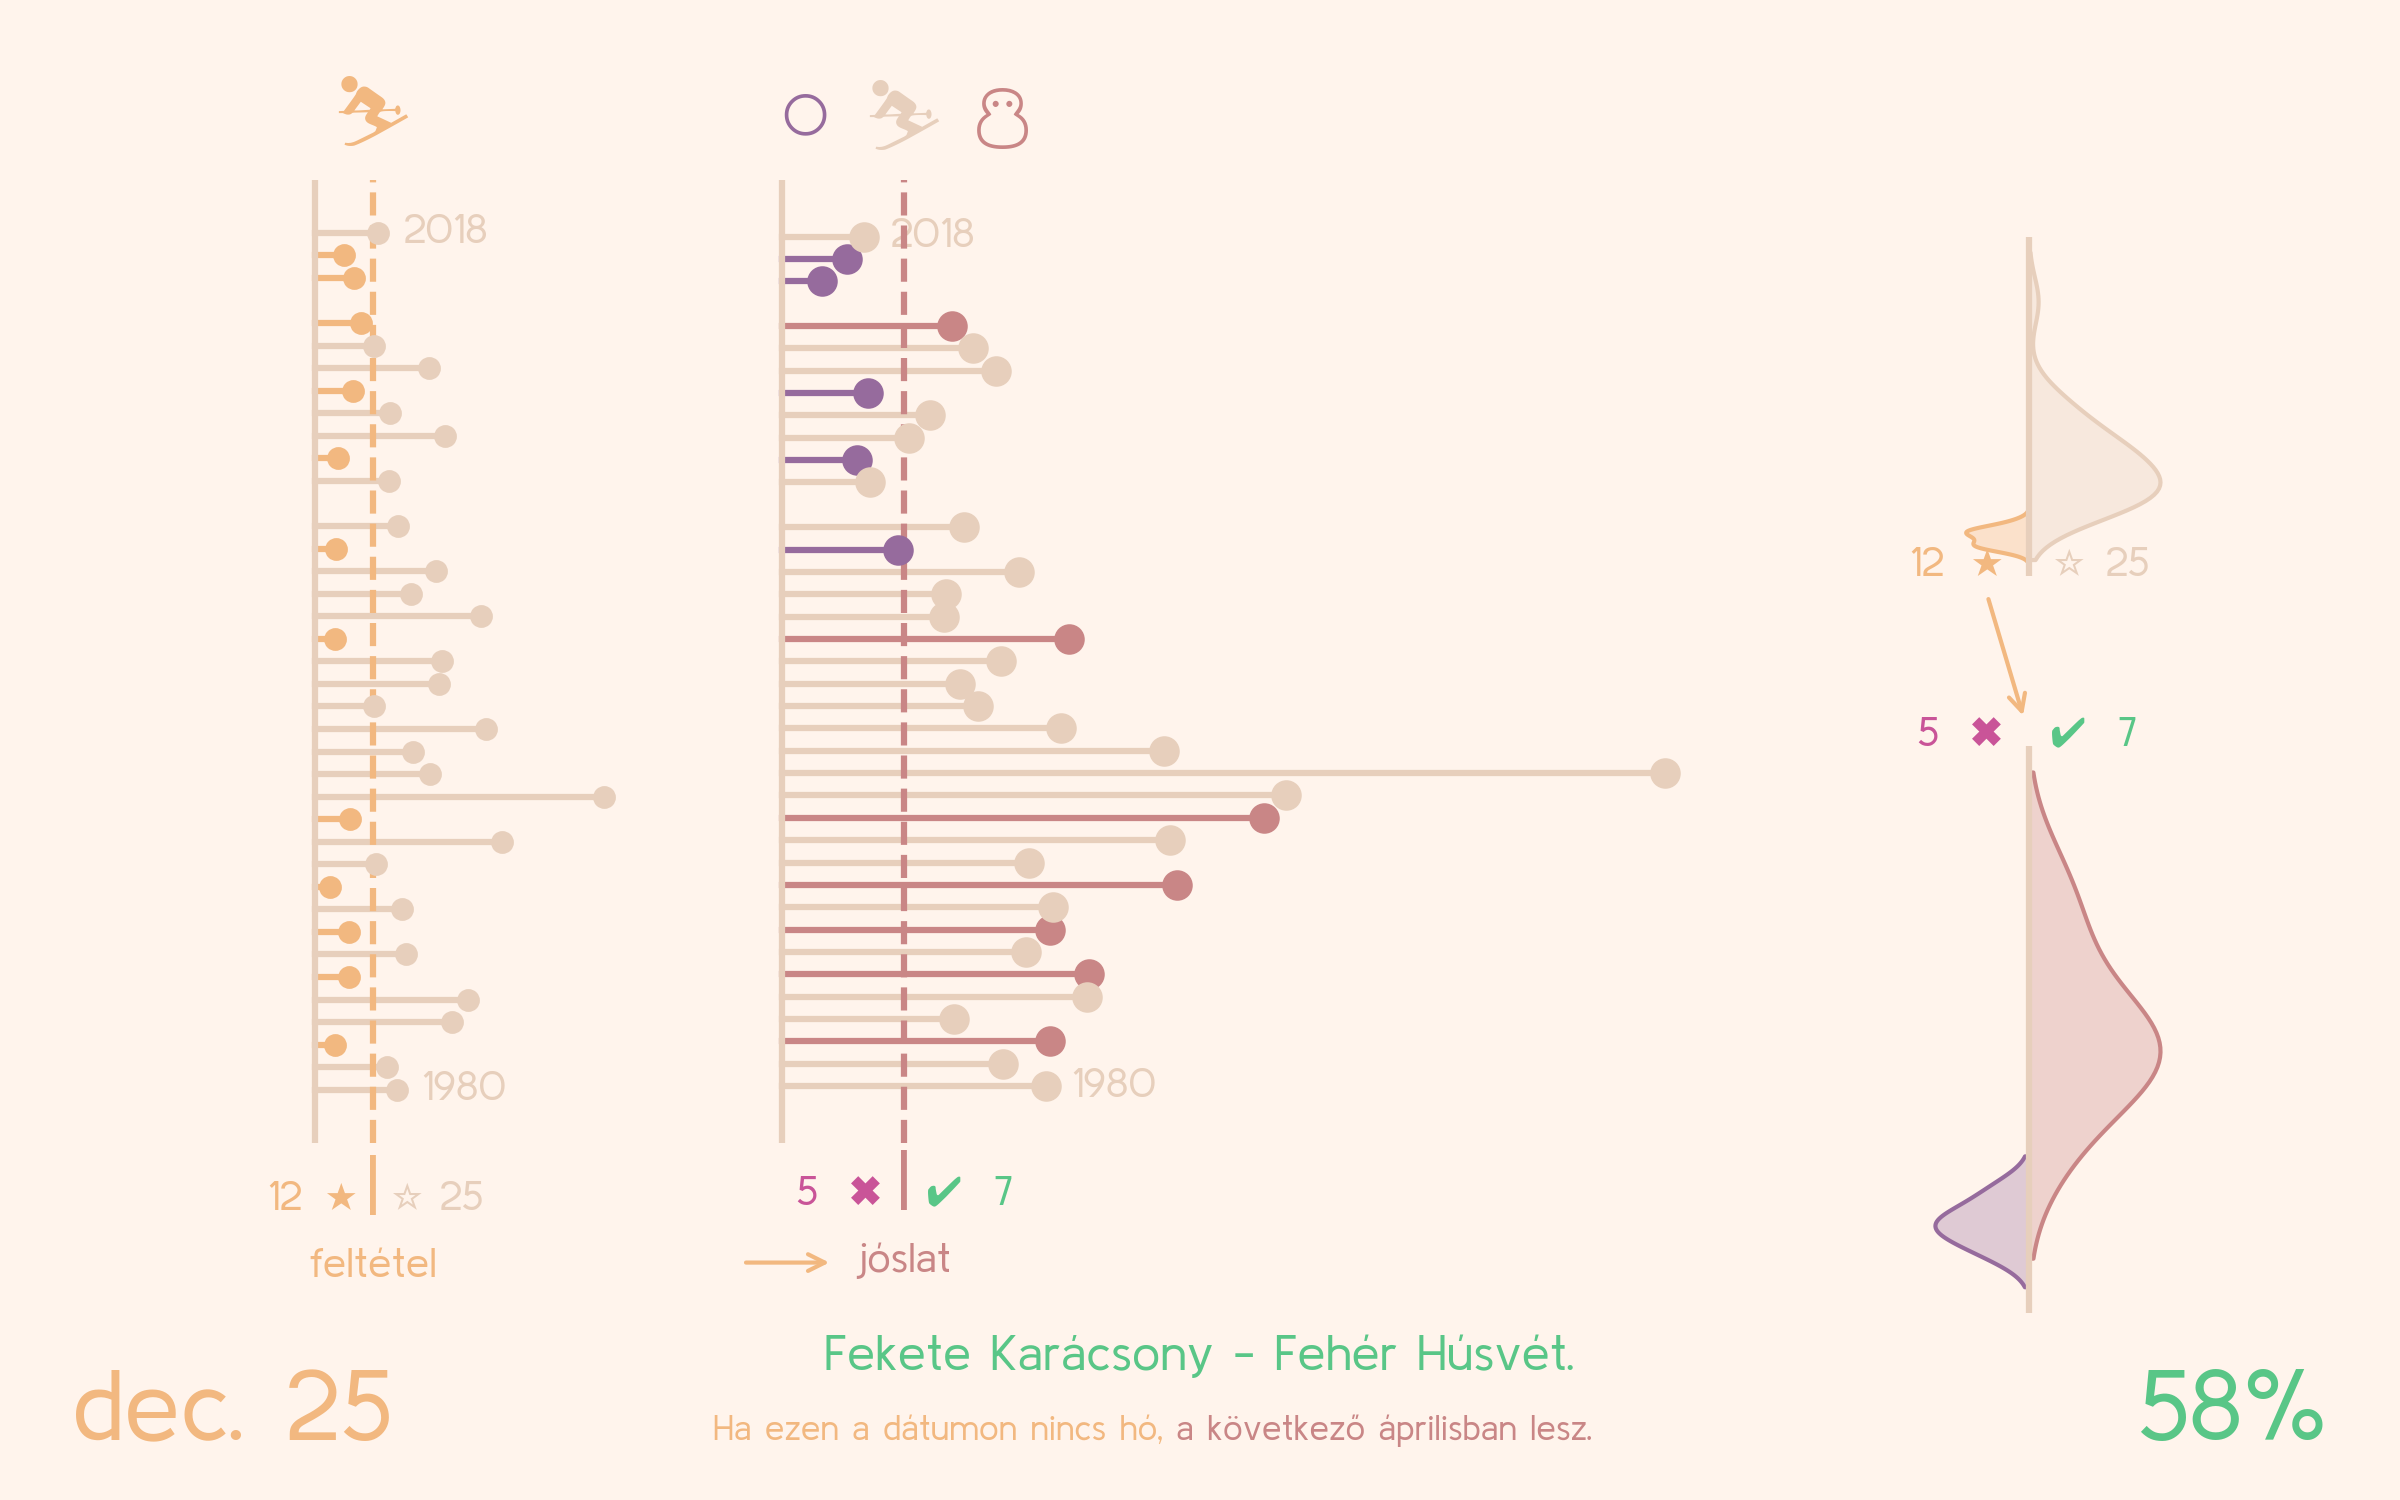 2018
2018
1980
1980
12 ★ ☆ 25
5 ✖ ✔ 7
12 ★ ☆ 25
5 ✖ ✔ 7
feltétel
jóslat
Fekete Karácsony - Fehér Húsvét.
dec. 25
58%
Ha ezen a dátumon nincs hó, a következő áprilisban lesz.